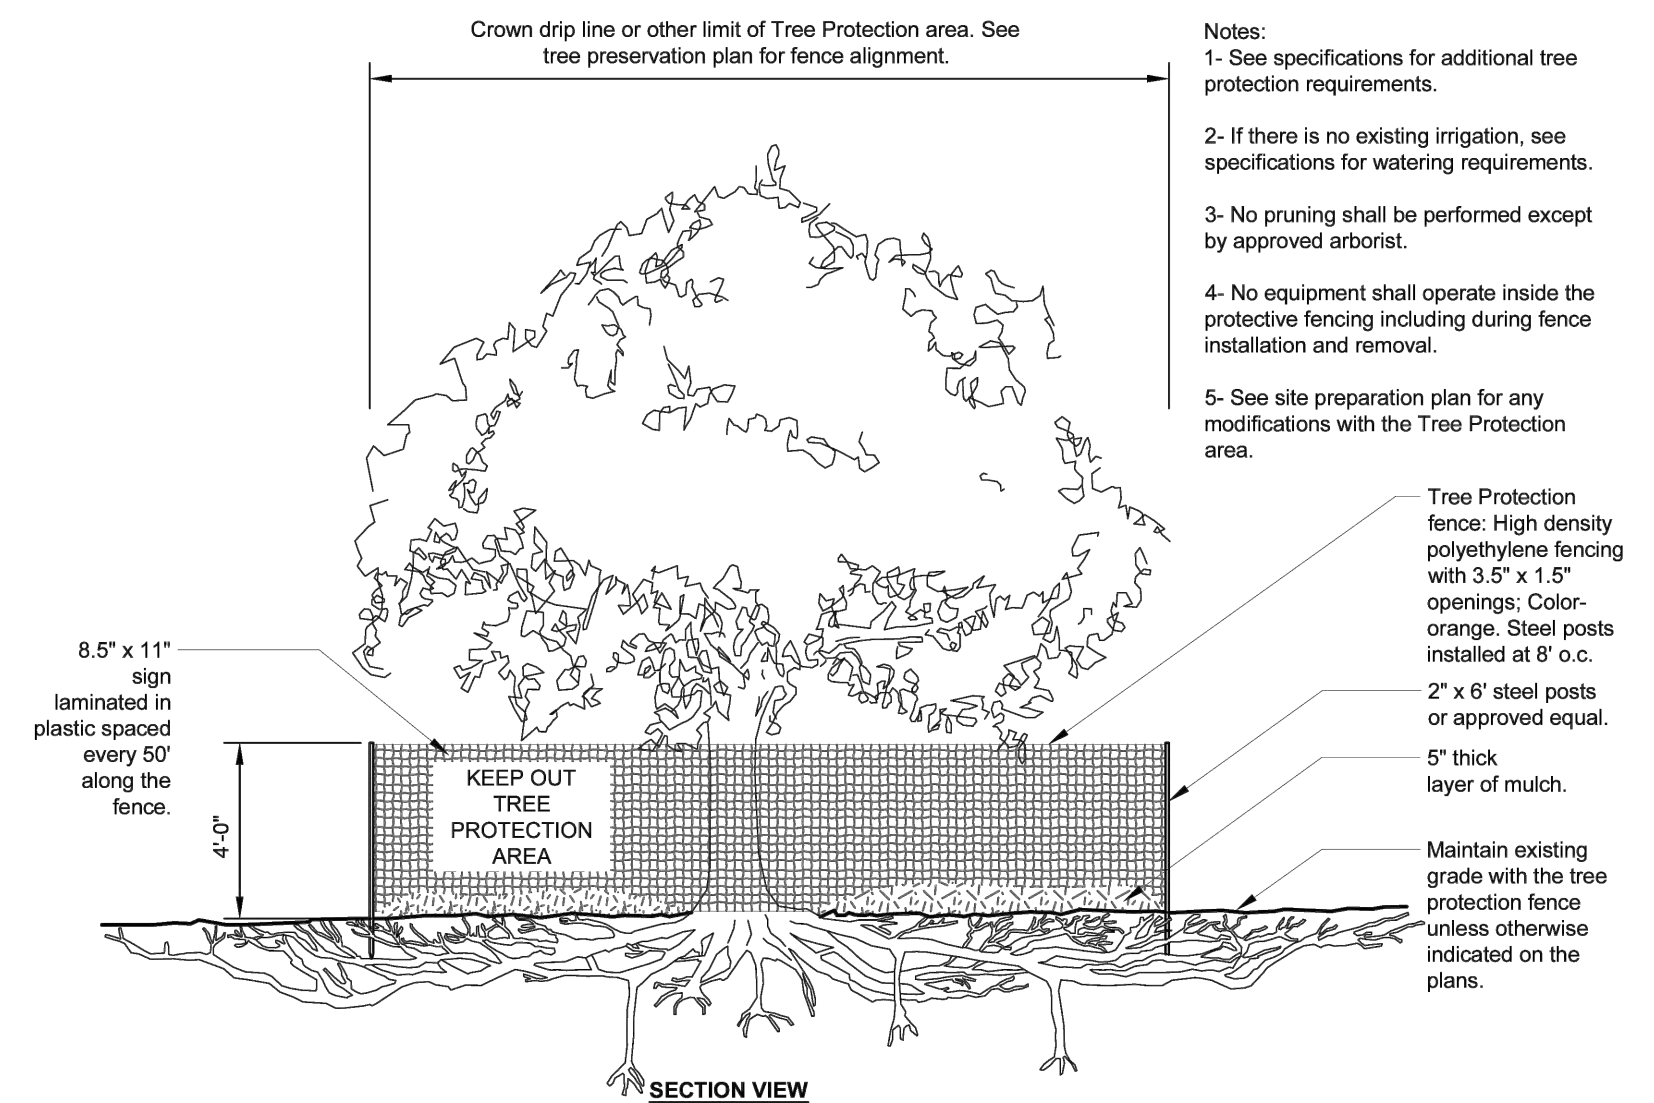 Crown drip line or other limit of Tree Protection area. See
tree preservation plan for fence alignment.
Notes:
1- See specifications for additional tree
protection requirements.
2- If there is no existing irrigation, see
specifications for watering requirements.
3- No pruning shall be performed except
by approved arborist.
4- No equipment shall operate inside the
protective fencing including during fence
installation and removal.
5- See site preparation plan for any
modifications with the Tree Protection
area.
Tree Protection
fence: High density
polyethylene fencing
with 3.5" x 1.5"
openings; Color-
orange. Steel posts
installed at 8' o.c.
2" x 6' steel posts
or approved equal.
5" thick
layer of mulch.
Maintain existing
grade with the tree
protection fence
unless otherwise
indicated on the
plans.
8.5" x 11"
sign
laminated in
plastic spaced
every 50'
along the
fence.
4'-0"
KEEP OUT
TREE
PROTECTION
AREA
SECTION VIEW